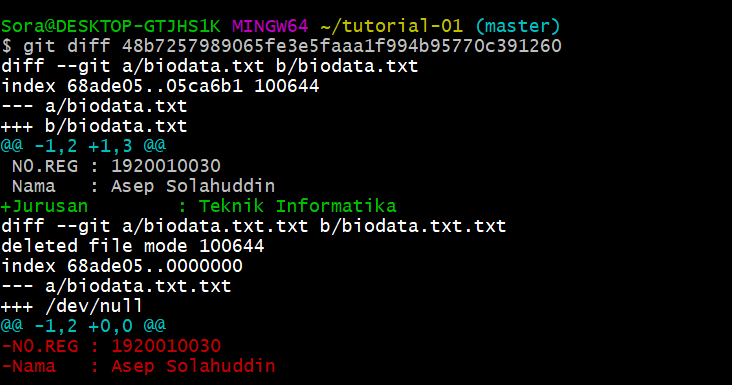 Sora@DESKTOP-GTJHS1K MINGW64 ~/tutorial-01 (master)
$ git diff 48b7257989065fe3e5faaa1f994b95770c391260
diff --git a/biodata.txt b/biodata.txt
index 68ade05..05ca6b1 100644
--- a/biodata.txt
+++ b/biodata.txt
@@ -1,2 +1,3 @@
 NO.REG : 1920010030
 Nama   : Asep Solahuddin
+Jurusan        : Teknik Informatika
diff --git a/biodata.txt.txt b/biodata.txt.txt
deleted file mode 100644
index 68ade05..0000000
--- a/biodata.txt.txt
+++ /dev/null
@@ -1,2 +0,0 @@
-NO.REG : 1920010030
-Nama   : Asep Solahuddin